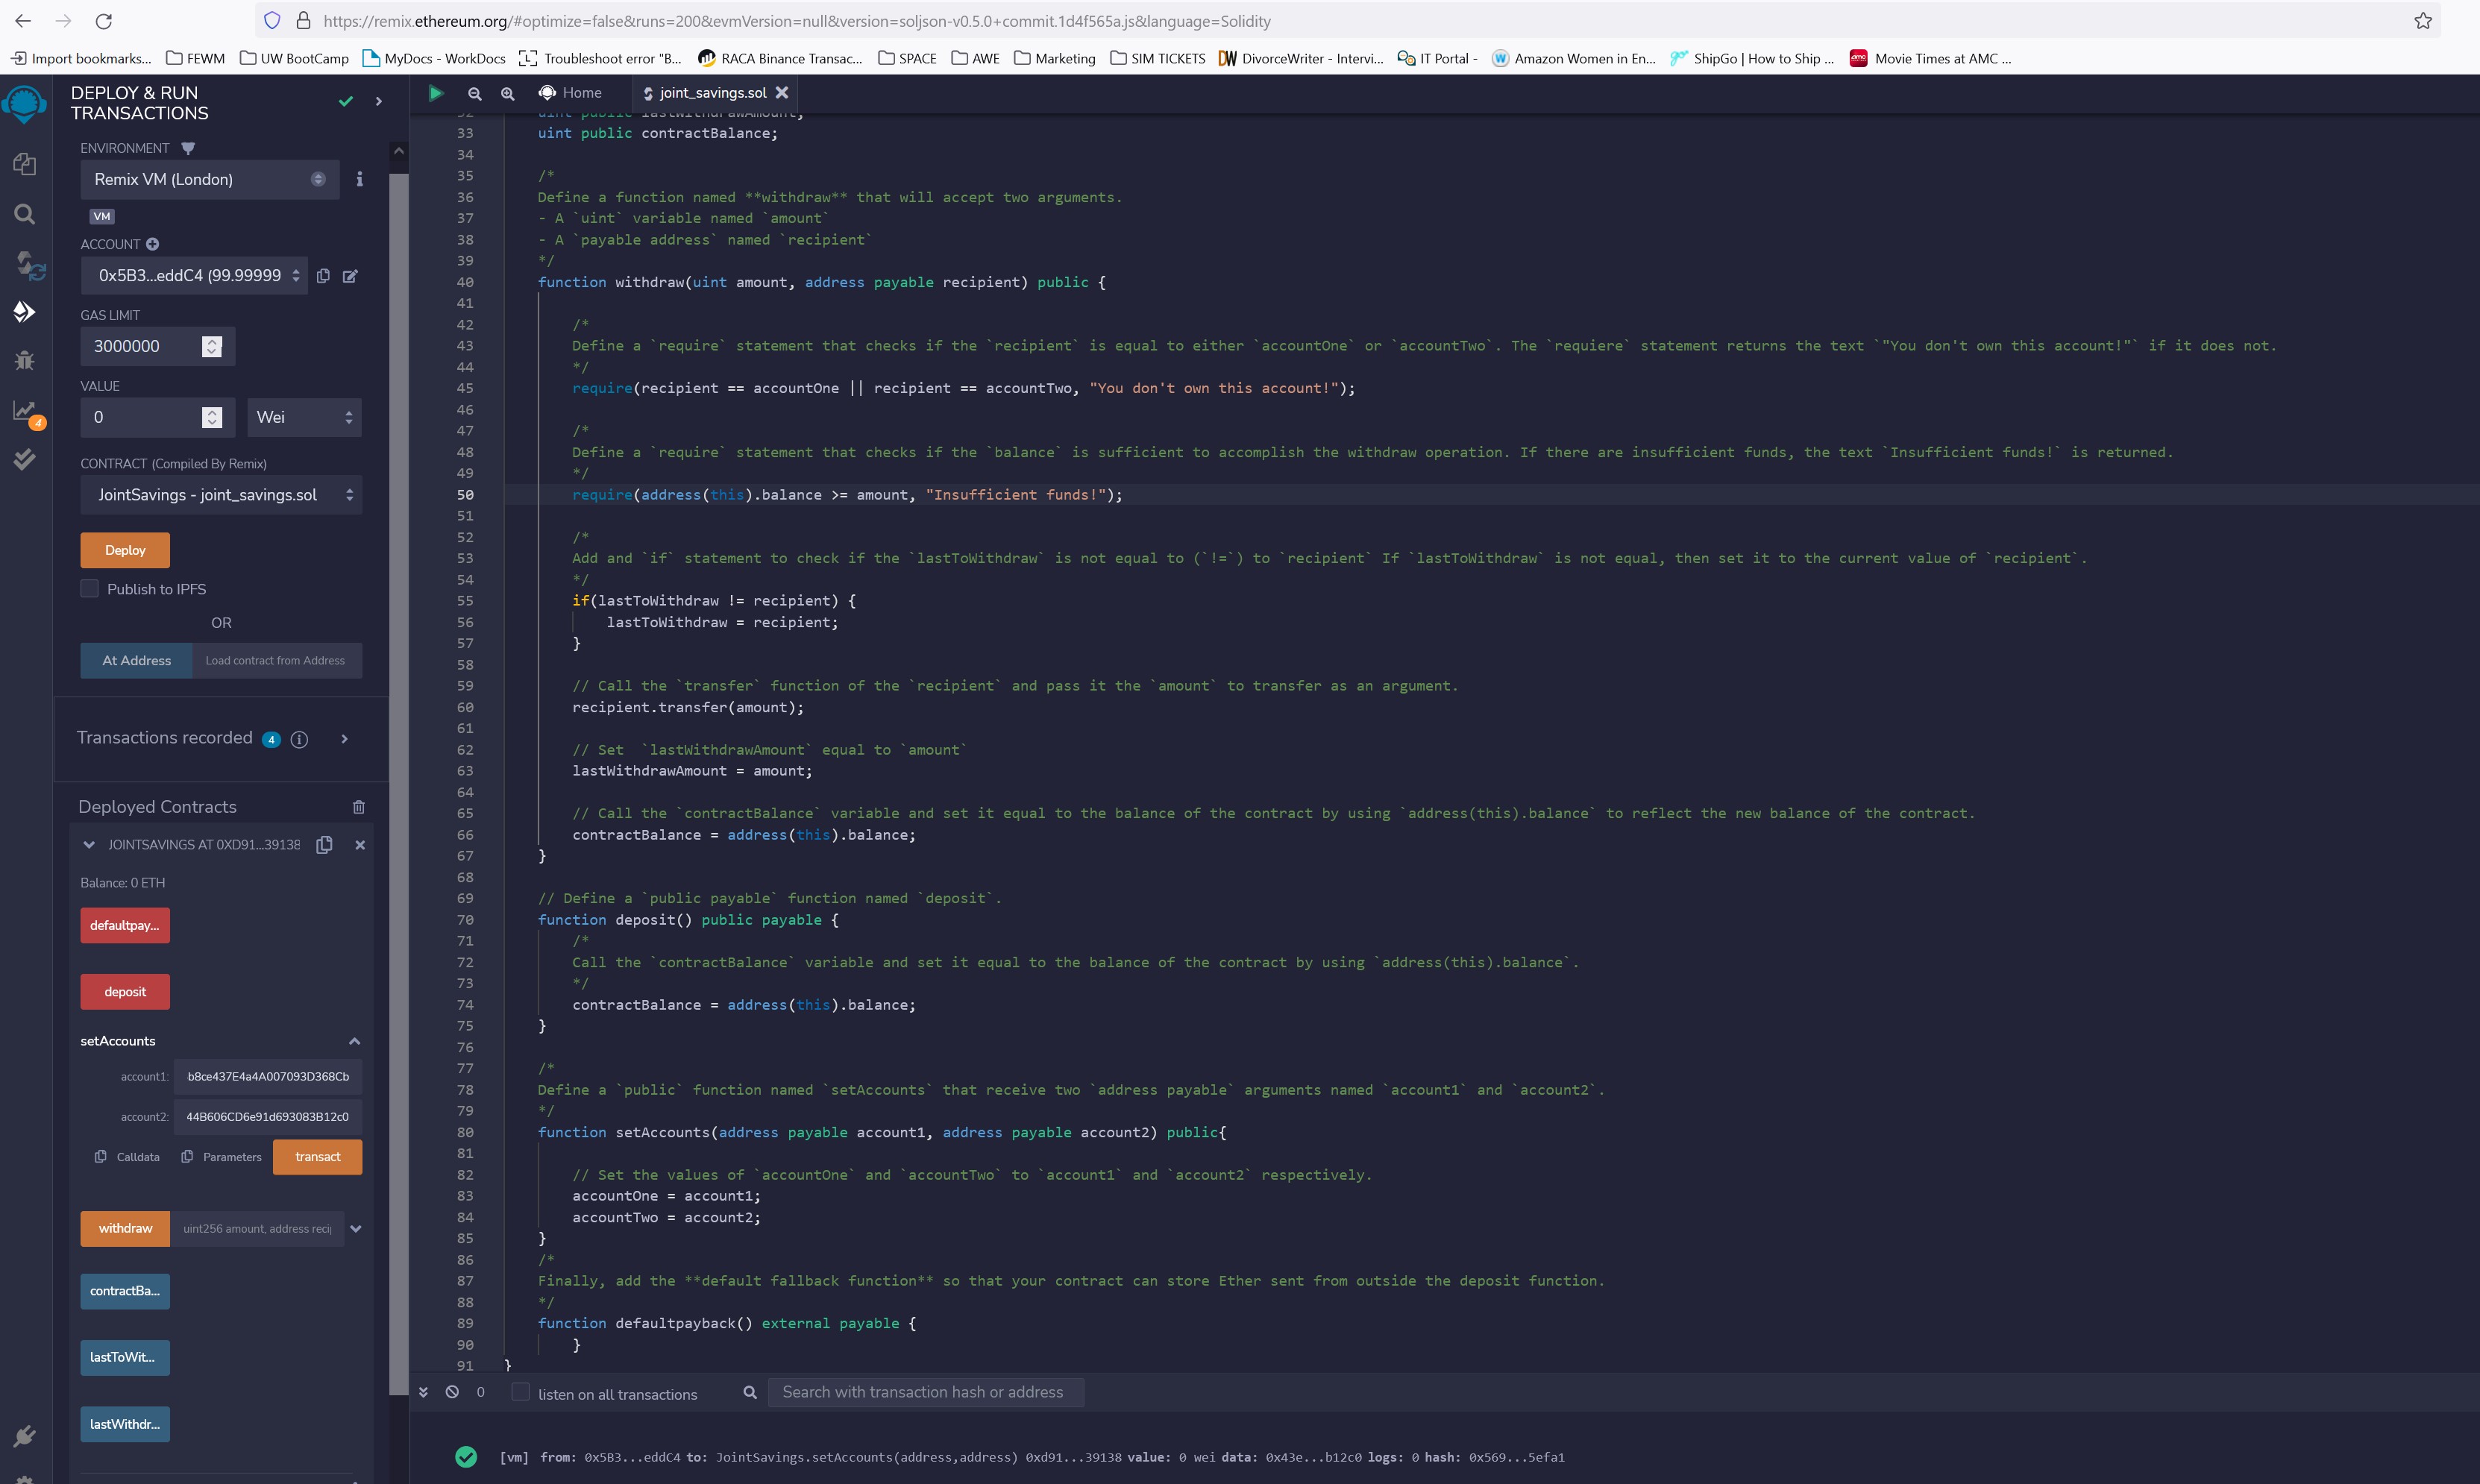 https://remix.ethereum.org/#optimize=false&runs=200&evmVersion=null&version=soljson-v0.5.0+commit.1d4f565a.js&language=Solidity
Import bookmarks... FEWM UW BootCamp MyDocs - WorkDocs Troubleshoot error "B... RACA Binance Transac... SPACE AWE Marketing SIM TICKETS DivorceWriter - Intervi... IT Portal - Amazon Women in En... ShipGo | How to Ship ... Movie Times at AMC ...
DEPLOY & RUN
TRANSACTIONS
ENVIRONMENT
Remix VM (London)
VM
ACCOUNT
0x5B3...eddC4 (99.99999
GAS LIMIT
3000000
VALUE
0 Wei
4
CONTRACT (Compiled By Remix)
JointSavings - joint_savings.sol
Deploy
Publish to IPFS
OR
At Address Load contract from Address
Transactions recorded 4
Deployed Contracts
JOINTSAVINGS AT 0XD91...39138
Balance: 0 ETH
defaultpay...
deposit
setAccounts
account1: b8ce437E4a4A007093D368Cb
account2: 44B606CD6e91d693083B12c0
Calldata Parameters transact
withdraw uint256 amount, address reci
contractBa...
lastToWit...
lastWithdr...
Home joint_savings.sol
32 uint public lastWithdrawAmount;
33 uint public contractBalance;
34
35 /*
36 Define a function named **withdraw** that will accept two arguments.
37 - A `uint` variable named `amount`
38 - A `payable address` named `recipient`
39 */
40 function withdraw(uint amount, address payable recipient) public {
41
42 /*
43 Define a `require` statement that checks if the `recipient` is equal to either `accountOne` or `accountTwo`. The `requiere` statement returns the text `"You don't own this account!"` if it does not.
44 */
45 require(recipient == accountOne || recipient == accountTwo, "You don't own this account!");
46
47 /*
48 Define a `require` statement that checks if the `balance` is sufficient to accomplish the withdraw operation. If there are insufficient funds, the text `Insufficient funds!` is returned.
49 */
50 require(address(this).balance >= amount, "Insufficient funds!");
51
52 /*
53 Add and `if` statement to check if the `lastToWithdraw` is not equal to (`!=`) to `recipient` If `lastToWithdraw` is not equal, then set it to the current value of `recipient`.
54 */
55 if(lastToWithdraw != recipient) {
56 lastToWithdraw = recipient;
57 }
58
59 // Call the `transfer` function of the `recipient` and pass it the `amount` to transfer as an argument.
60 recipient.transfer(amount);
61
62 // Set  `lastWithdrawAmount` equal to `amount`
63 lastWithdrawAmount = amount;
64
65 // Call the `contractBalance` variable and set it equal to the balance of the contract by using `address(this).balance` to reflect the new balance of the contract.
66 contractBalance = address(this).balance;
67 }
68
69 // Define a `public payable` function named `deposit`.
70 function deposit() public payable {
71 /*
72 Call the `contractBalance` variable and set it equal to the balance of the contract by using `address(this).balance`.
73 */
74 contractBalance = address(this).balance;
75 }
76
77 /*
78 Define a `public` function named `setAccounts` that receive two `address payable` arguments named `account1` and `account2`.
79 */
80 function setAccounts(address payable account1, address payable account2) public{
81
82 // Set the values of `accountOne` and `accountTwo` to `account1` and `account2` respectively.
83 accountOne = account1;
84 accountTwo = account2;
85 }
86 /*
87 Finally, add the **default fallback function** so that your contract can store Ether sent from outside the deposit function.
88 */
89 function defaultpayback() external payable {
90 }
91 }
0 listen on all transactions Search with transaction hash or address
[vm] from: 0x5B3...eddC4 to: JointSavings.setAccounts(address,address) 0xd91...39138 value: 0 wei data: 0x43e...b12c0 logs: 0 hash: 0x569...5efa1